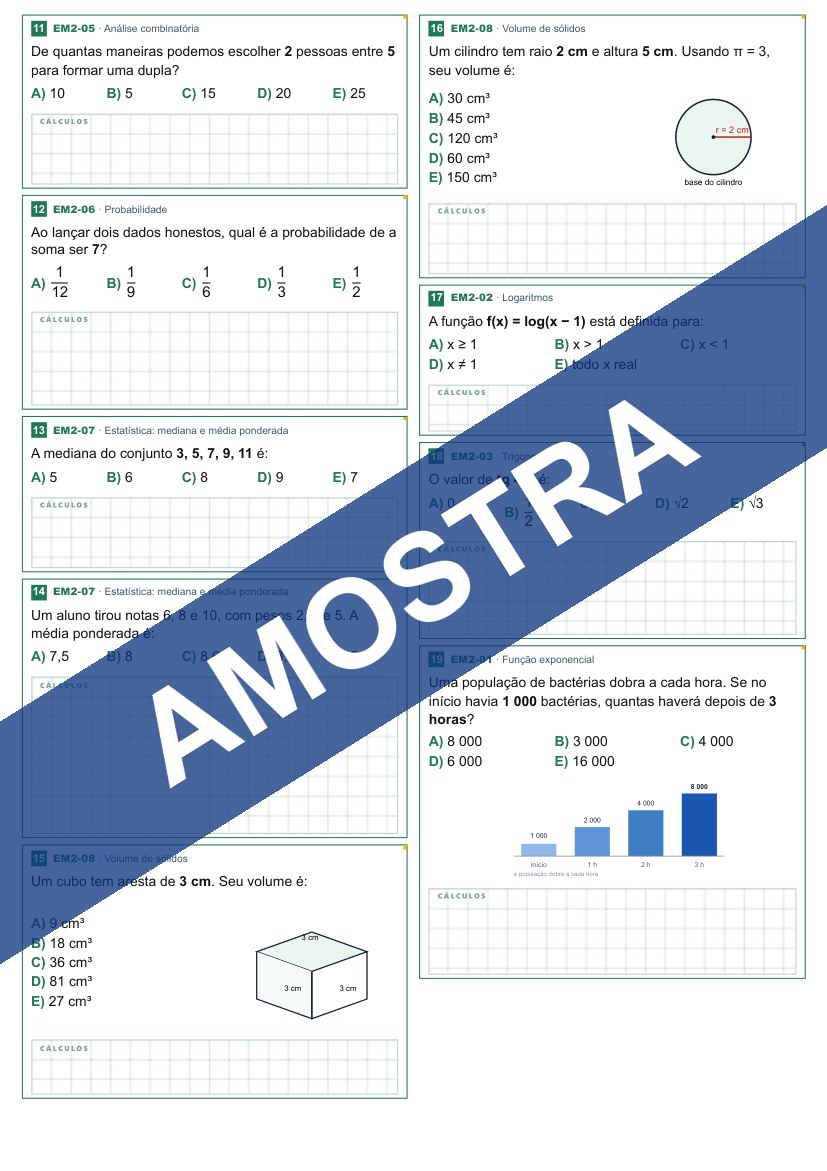 11 EM2-05 · Análise combinatória
De quantas maneiras podemos escolher 2 pessoas entre 5
para formar uma dupla?
A) 10 B) 5 C) 15 D) 20 E) 25
CÁLCULOS
12 EM2-06 · Probabilidade
Ao lançar dois dados honestos, qual é a probabilidade de a
soma ser 7?
A) 1/12 B) 1/9 C) 1/6 D) 1/3 E) 1/2
CÁLCULOS
13 EM2-07 · Estatística: mediana e média ponderada
A mediana do conjunto 3, 5, 7, 9, 11 é:
A) 5 B) 6 C) 8 D) 9 E) 7
CÁLCULOS
14 EM2-07 · Estatística: mediana e média ponderada
Um aluno tirou notas 6, 8 e 10, com pesos 2, e 5. A
média ponderada é:
A) 7,5 B) 8 C) D)
CÁLCULOS
15 EM2-08 · Volume de sólidos
Um cubo tem aresta de 3 cm. Seu volume é:
A) 9 cm³
B) 18 cm³
C) 36 cm³
D) 81 cm³
E) 27 cm³
3 cm
3 cm 3 cm
CÁLCULOS
16 EM2-08 · Volume de sólidos
Um cilindro tem raio 2 cm e altura 5 cm. Usando π = 3,
seu volume é:
A) 30 cm³
B) 45 cm³
C) 120 cm³
D) 60 cm³
E) 150 cm³
r = 2 cm
base do cilindro
CÁLCULOS
17 EM2-02 · Logaritmos
A função f(x) = log(x − 1) está definida para:
A) x ≥ 1 B) x > 1 C) x < 1
D) x ≠ 1 E) todo x real
CÁLCULOS
18 EM2-03 ·
O valor de é:
A) 0 B) D) √2 E) √3
CÁLCULOS
19 EM2-01 · Função exponencial
Uma população de bactérias dobra a cada hora. Se no
início havia 1 000 bactérias, quantas haverá depois de 3
horas?
A) 8 000 B) 3 000 C) 4 000
D) 6 000 E) 16 000
1 000 2 000 4 000 8 000
início 1 h 2 h 3 h
a população dobra a cada hora
CÁLCULOS
AMOSTRA